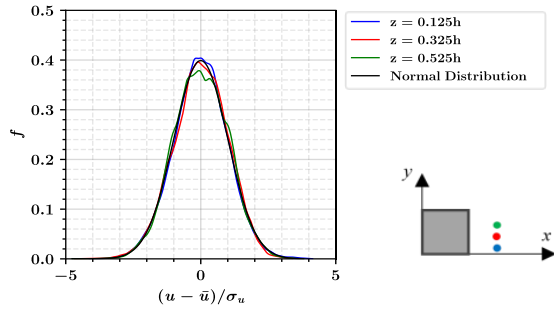 0.5
0.4
0.3
0.2
0.1
0.0
−5
0
5
f
(u − ū)/σᵤ
z = 0.125h
z = 0.325h
z = 0.525h
Normal Distribution
y
x